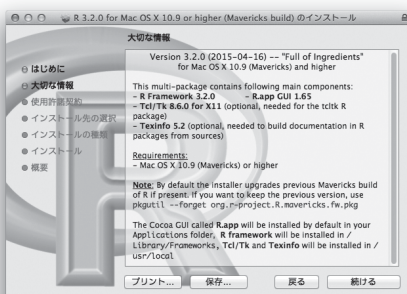 R 3.2.0 for Mac OS X 10.9 or higher (Mavericks build) のインストール
大切な情報
はじめに
大切な情報
使用許諾契約
インストール先の選択
インストールの種類
インストール
概要
Version 3.2.0 (2015-04-16) -- "Full of Ingredients"
for Mac OS X 10.9 (Mavericks) and higher
This multi-package contains following main components:
- R Framework 3.2.0 - R.app GUI 1.65
- Tcl/Tk 8.6.0 for X11 (optional, needed for the tcltk R
package)
- Texinfo 5.2 (optional, needed to build documentation in R
packages from sources)
Requirements:
- Mac OS X 10.9 (Mavericks) or higher
Note: By default the installer upgrades previous Mavericks build
of R if present. If you want to keep the previous version, use
pkgutil --forget org.r-project.R.mavericks.fw.pkg
The Cocoa GUI called R.app will be installed by default in your
Applications folder, R framework will be installed in /
Library/Frameworks, Tcl/Tk and Texinfo will be installed in /
usr/local
プリント... 保存... 戻る 続ける